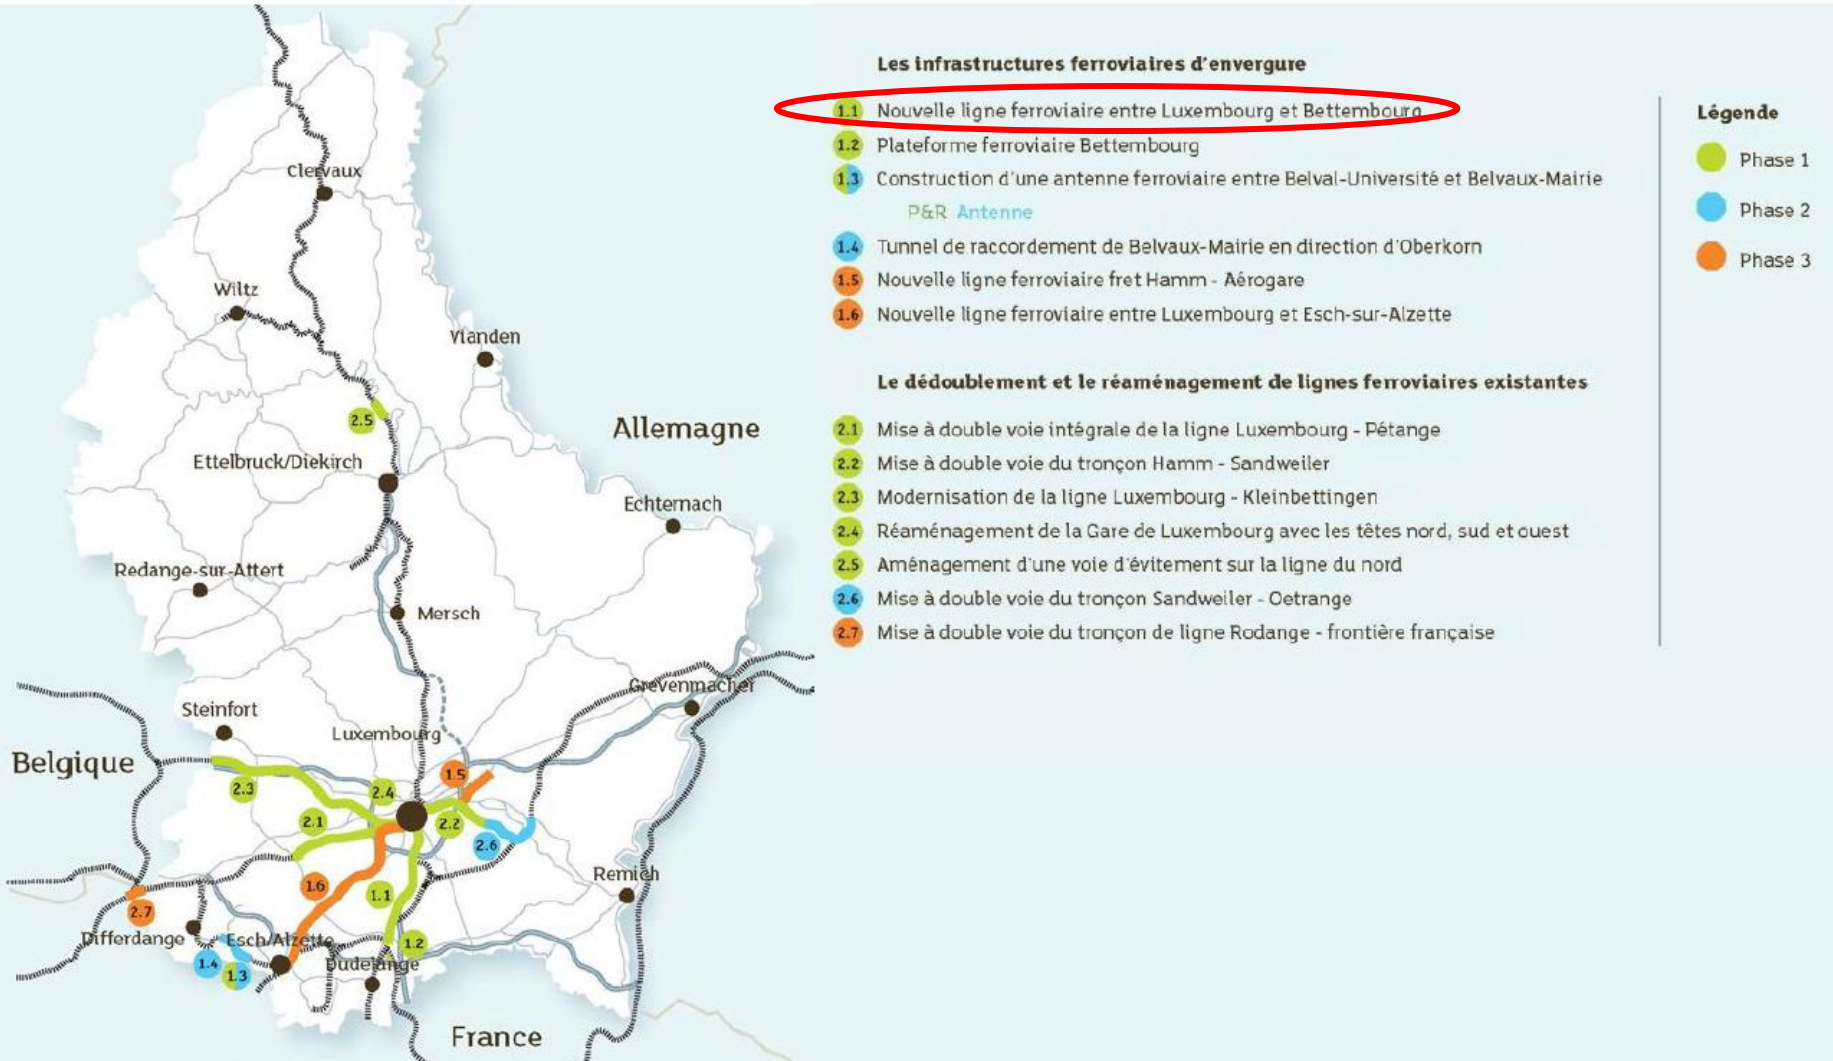 Clervaux
Wiltz
Vianden
2.5
Allemagne
Ettelbruck/Diekirch
Echternach
Redange-sur-Attert
Mersch
Grevenmacher
Steinfort
Luxembourg
Belgique
1.5
2.3
2.4
2.1
2.2
2.6
Remich
1.6
1.1
2.7
Differdange
Esch/Alzette
1.2
1.4
1.3
Dudelange
France
Les infrastructures ferroviaires d'envergure
1.1 Nouvelle ligne ferroviaire entre Luxembourg et Bettembourg
1.2 Plateforme ferroviaire Bettembourg
1.3 Construction d'une antenne ferroviaire entre Belval-Université et Belvaux-Mairie
P&R Antenne
1.4 Tunnel de raccordement de Belvaux-Mairie en direction d'Oberkorn
1.5 Nouvelle ligne ferroviaire fret Hamm - Aérogare
1.6 Nouvelle ligne ferroviaire entre Luxembourg et Esch-sur-Alzette
Le dédoublement et le réaménagement de lignes ferroviaires existantes
2.1 Mise à double voie intégrale de la ligne Luxembourg - Pétange
2.2 Mise à double voie du tronçon Hamm - Sandweiler
2.3 Modernisation de la ligne Luxembourg - Kleinbettingen
2.4 Réaménagement de la Gare de Luxembourg avec les têtes nord, sud et ouest
2.5 Aménagement d'une voie d'évitement sur la ligne du nord
2.6 Mise à double voie du tronçon Sandweiler - Oetrange
2.7 Mise à double voie du tronçon de ligne Rodange - frontière française
Légende
Phase 1
Phase 2
Phase 3